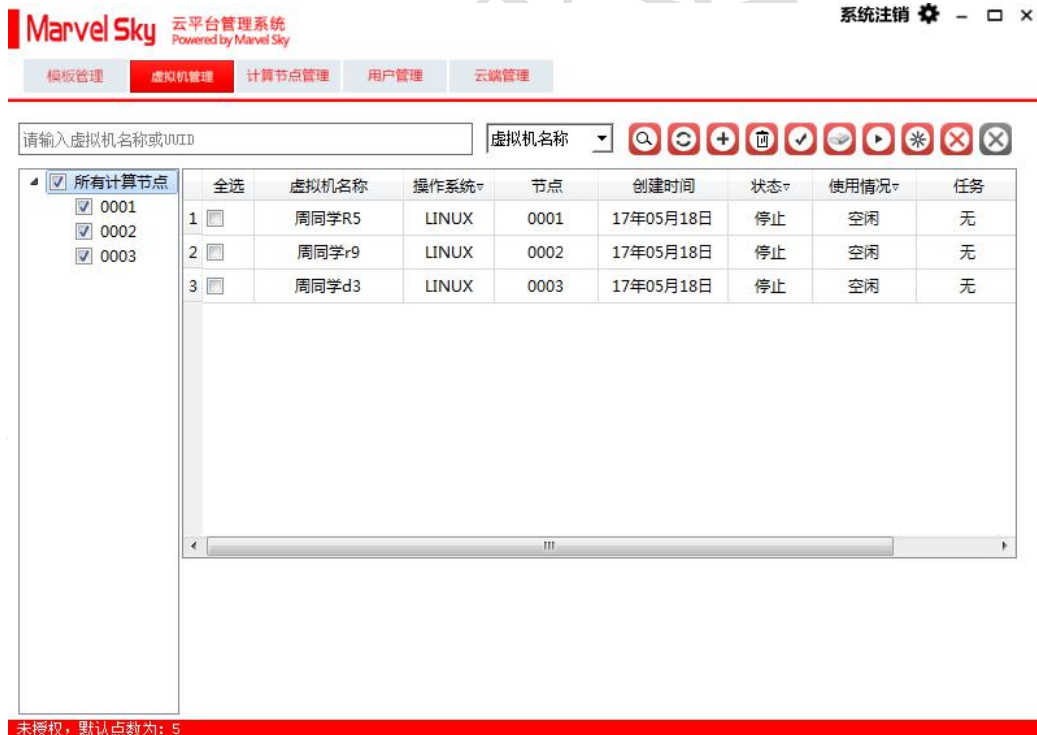 Marvel Sky 云平台管理系统 系统注销
Powered by Marvel Sky
模板管理 虚拟机管理 计算节点管理 用户管理 云端管理
请输入虚拟机名称或UUID 虚拟机名称
所有计算节点
0001
0002
0003
全选 虚拟机名称 操作系统 节点 创建时间 状态 使用情况 任务
1 周同学R5 LINUX 0001 17年05月18日 停止 空闲 无
2 周同学r9 LINUX 0002 17年05月18日 停止 空闲 无
3 周同学d3 LINUX 0003 17年05月18日 停止 空闲 无
未授权，默认点数为: 5